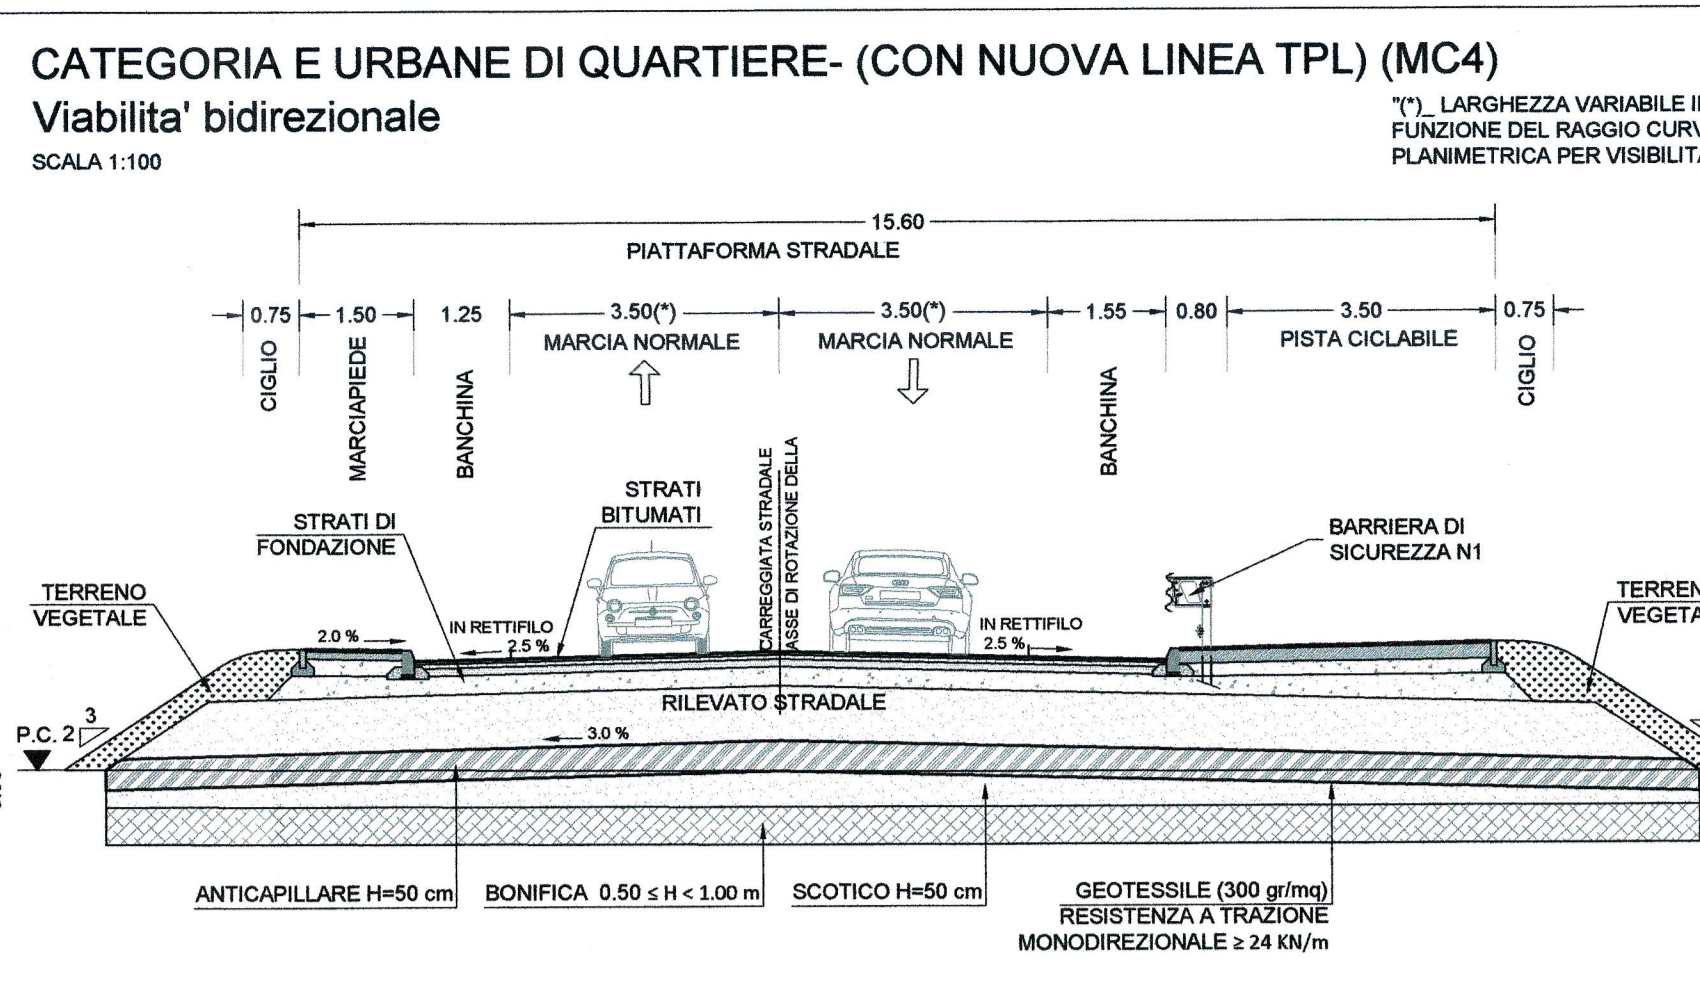 CATEGORIA E URBANE DI QUARTIERE- (CON NUOVA LINEA TPL) (MC4)
Viabilita' bidirezionale
SCALA 1:100
"(*)_ LARGHEZZA VARIABILE
FUNZIONE DEL RAGGIO
PLANIMETRICA PER
15.60
PIATTAFORMA STRADALE
0.75 1.50 1.25 3.50(*) 3.50(*) 1.55 0.80 3.50 0.75
MARCIA NORMALE MARCIA NORMALE PISTA CICLABILE
CIGLIO
MARCIAPIEDE
BANCHINA
BANCHINA
CIGLIO
CARREGGIATA STRADALE
ASSE DI ROTAZIONE DELLA
STRATI
BITUMATI
STRATI DI
FONDAZIONE
BARRIERA DI
SICUREZZA N1
TERRENO
VEGETALE
2.0 %
IN RETTIFILO
2.5 %
IN RETTIFILO
2.5 %
RILEVATO STRADALE
3
P.C. 2
3.0 %
ANTICAPILLARE H=50 cm
BONIFICA 0.50 ≤ H < 1.00 m
SCOTICO H=50 cm
GEOTESSILE (300 gr/mq)
RESISTENZA A TRAZIONE
MONODIREZIONALE ≥ 24 KN/m